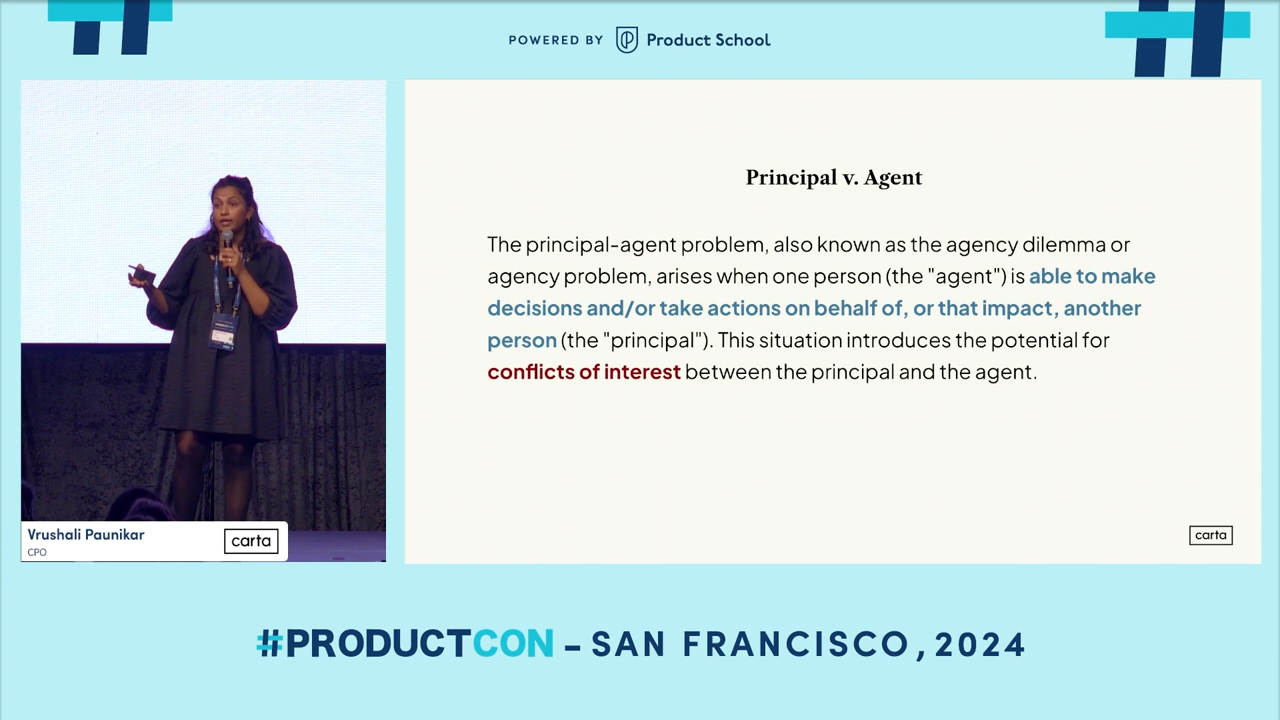 POWERED BY Product School
Principal v. Agent
The principal-agent problem, also known as the agency dilemma or
agency problem, arises when one person (the "agent") is able to make
decisions and/or take actions on behalf of, or that impact, another
person (the "principal"). This situation introduces the potential for
conflicts of interest between the principal and the agent.
carta
Vrushali Paunikar
CPO
carta
#PRODUCTCON – SAN FRANCISCO, 2024